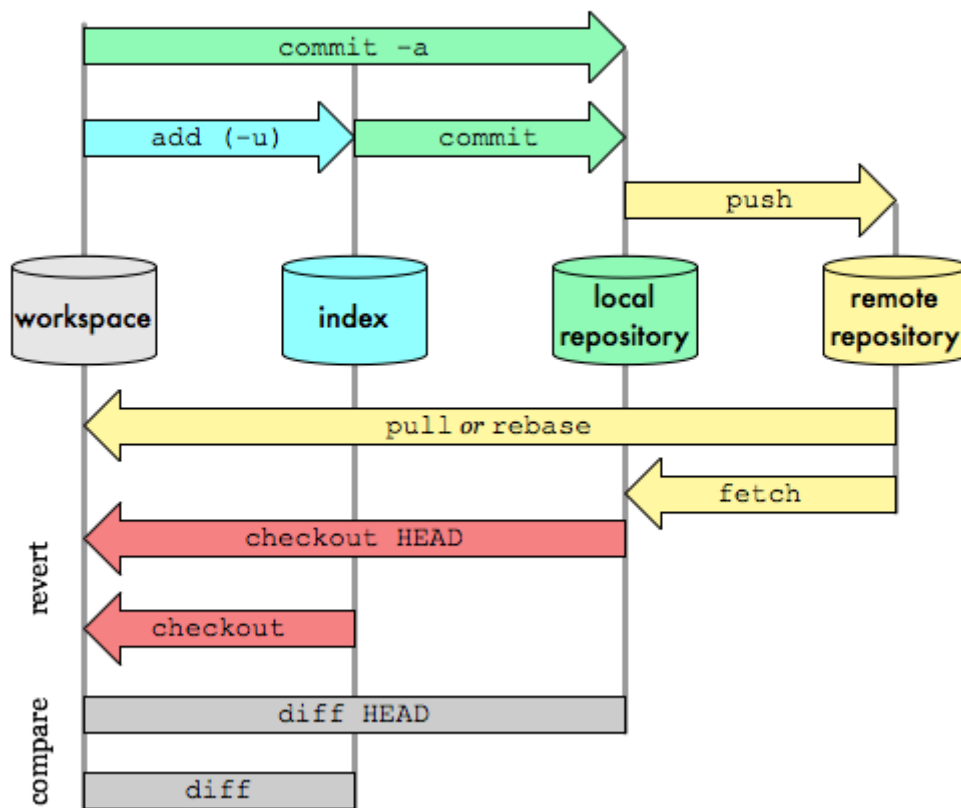 commit -a
add (-u)
commit
push
workspace
index
local
repository
remote
repository
pull or rebase
fetch
revert
checkout HEAD
checkout
compare
diff HEAD
diff